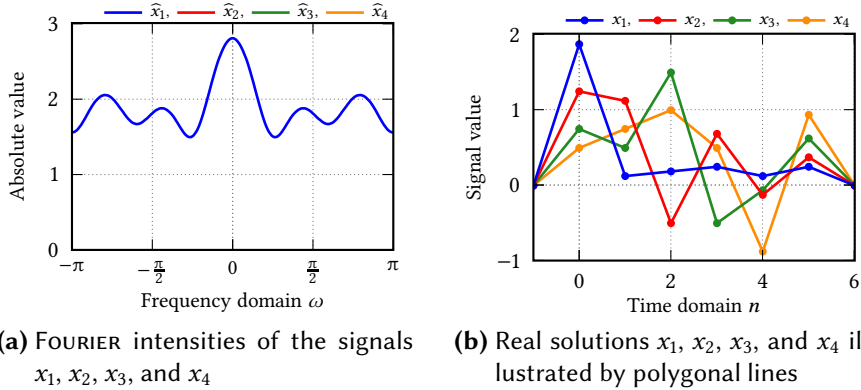 x̂₁, x̂₂, x̂₃, x̂₄
3
2
1
0
Absolute value
−π
−π/2
0
π/2
π
Frequency domain ω
(a) Fourier intensities of the signals
x₁, x₂, x₃, and x₄
x₁, x₂, x₃, x₄
2
1
0
−1
Signal value
0
2
4
6
Time domain n
(b) Real solutions x₁, x₂, x₃, and x₄ il
lustrated by polygonal lines